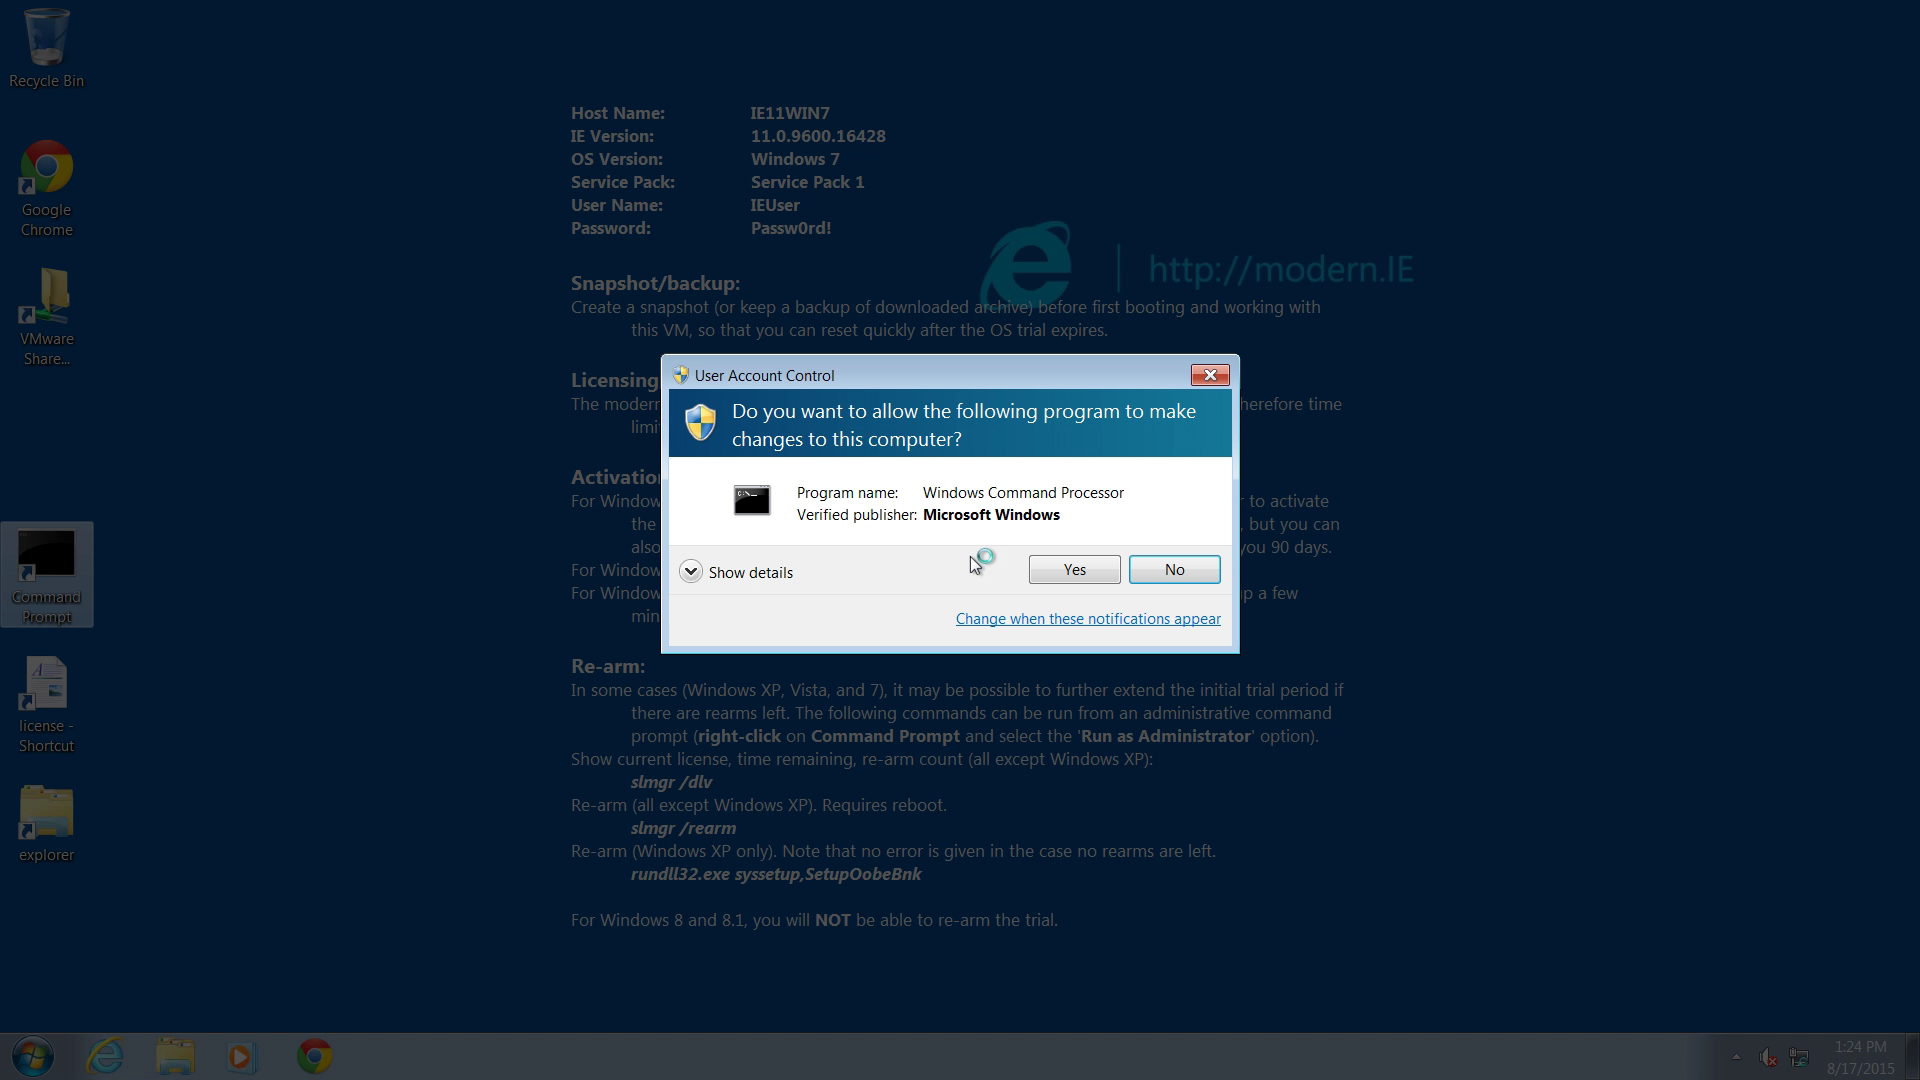 Recycle Bin
Google
Chrome
VMware
Share...
Command
Prompt
license -
Shortcut
explorer
Host Name: IE11WIN7
IE Version: 11.0.9600.16428
OS Version: Windows 7
Service Pack: Service Pack 1
User Name: IEUser
Password: Passw0rd!
http://modern.IE
Snapshot/backup:
Create a snapshot (or keep a backup of downloaded archive) before first booting and working with
this VM, so that you can reset quickly after the OS trial expires.
Licensing
The modern herefore time
limi
Activatio
For Window to activate
the , but you can
also you 90 days.
For Window
For Window p a few
min
User Account Control
Do you want to allow the following program to make
changes to this computer?
C:\_
Program name: Windows Command Processor
Verified publisher: Microsoft Windows
Show details
Yes
No
Change when these notifications appear
Re-arm:
In some cases (Windows XP, Vista, and 7), it may be possible to further extend the initial trial period if
there are rearms left. The following commands can be run from an administrative command
prompt (right-click on Command Prompt and select the 'Run as Administrator' option).
Show current license, time remaining, re-arm count (all except Windows XP):
slmgr /dlv
Re-arm (all except Windows XP). Requires reboot.
slmgr /rearm
Re-arm (Windows XP only). Note that no error is given in the case no rearms are left.
rundll32.exe syssetup,SetupOobeBnk
For Windows 8 and 8.1, you will NOT be able to re-arm the trial.
1:24 PM
8/17/2015